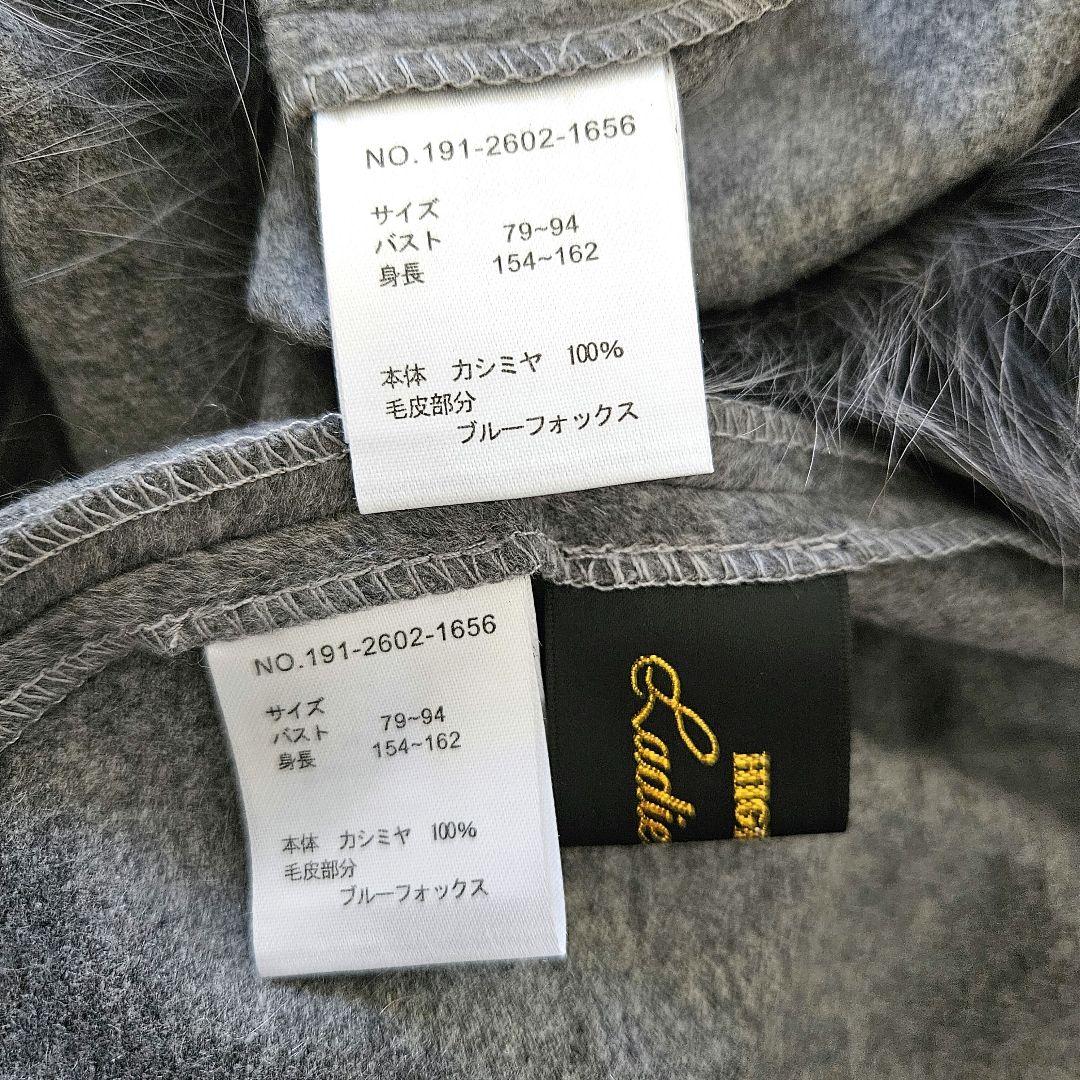 NO.191-2602-1656
サイズ
バスト 79~94
身長 154~162
本体 カシミヤ 100%
毛皮部分
ブルーフォックス
NO.191-2602-1656
サイズ
バスト 79~94
身長 154~162
本体 カシミヤ 100%
毛皮部分
ブルーフォックス
Ladie
HIG